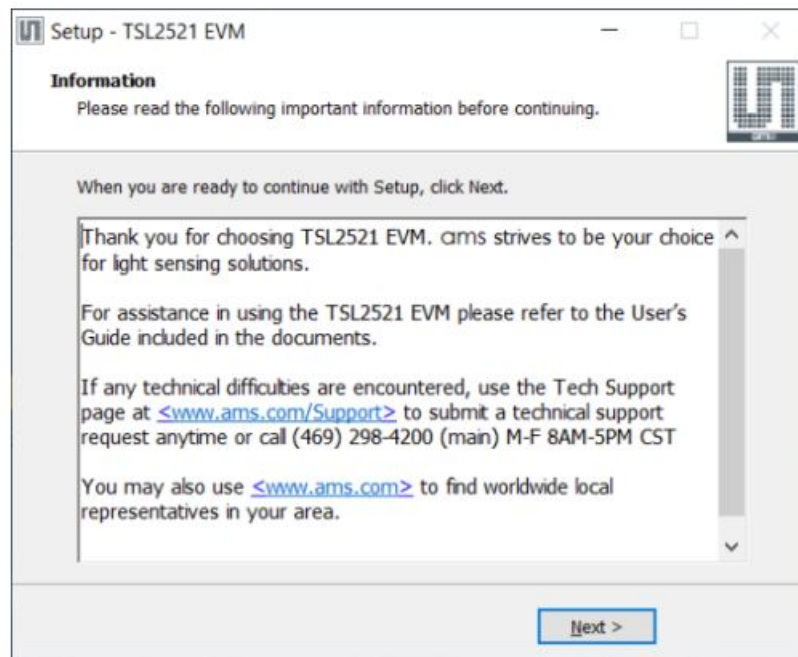 Setup - TSL2521 EVM
Information
Please read the following important information before continuing.
When you are ready to continue with Setup, click Next.
Thank you for choosing TSL2521 EVM. ams strives to be your choice
for light sensing solutions.
For assistance in using the TSL2521 EVM please refer to the User's
Guide included in the documents.
If any technical difficulties are encountered, use the Tech Support
page at <www.ams.com/Support> to submit a technical support
request anytime or call (469) 298-4200 (main) M-F 8AM-5PM CST
You may also use <www.ams.com> to find worldwide local
representatives in your area.
Next >